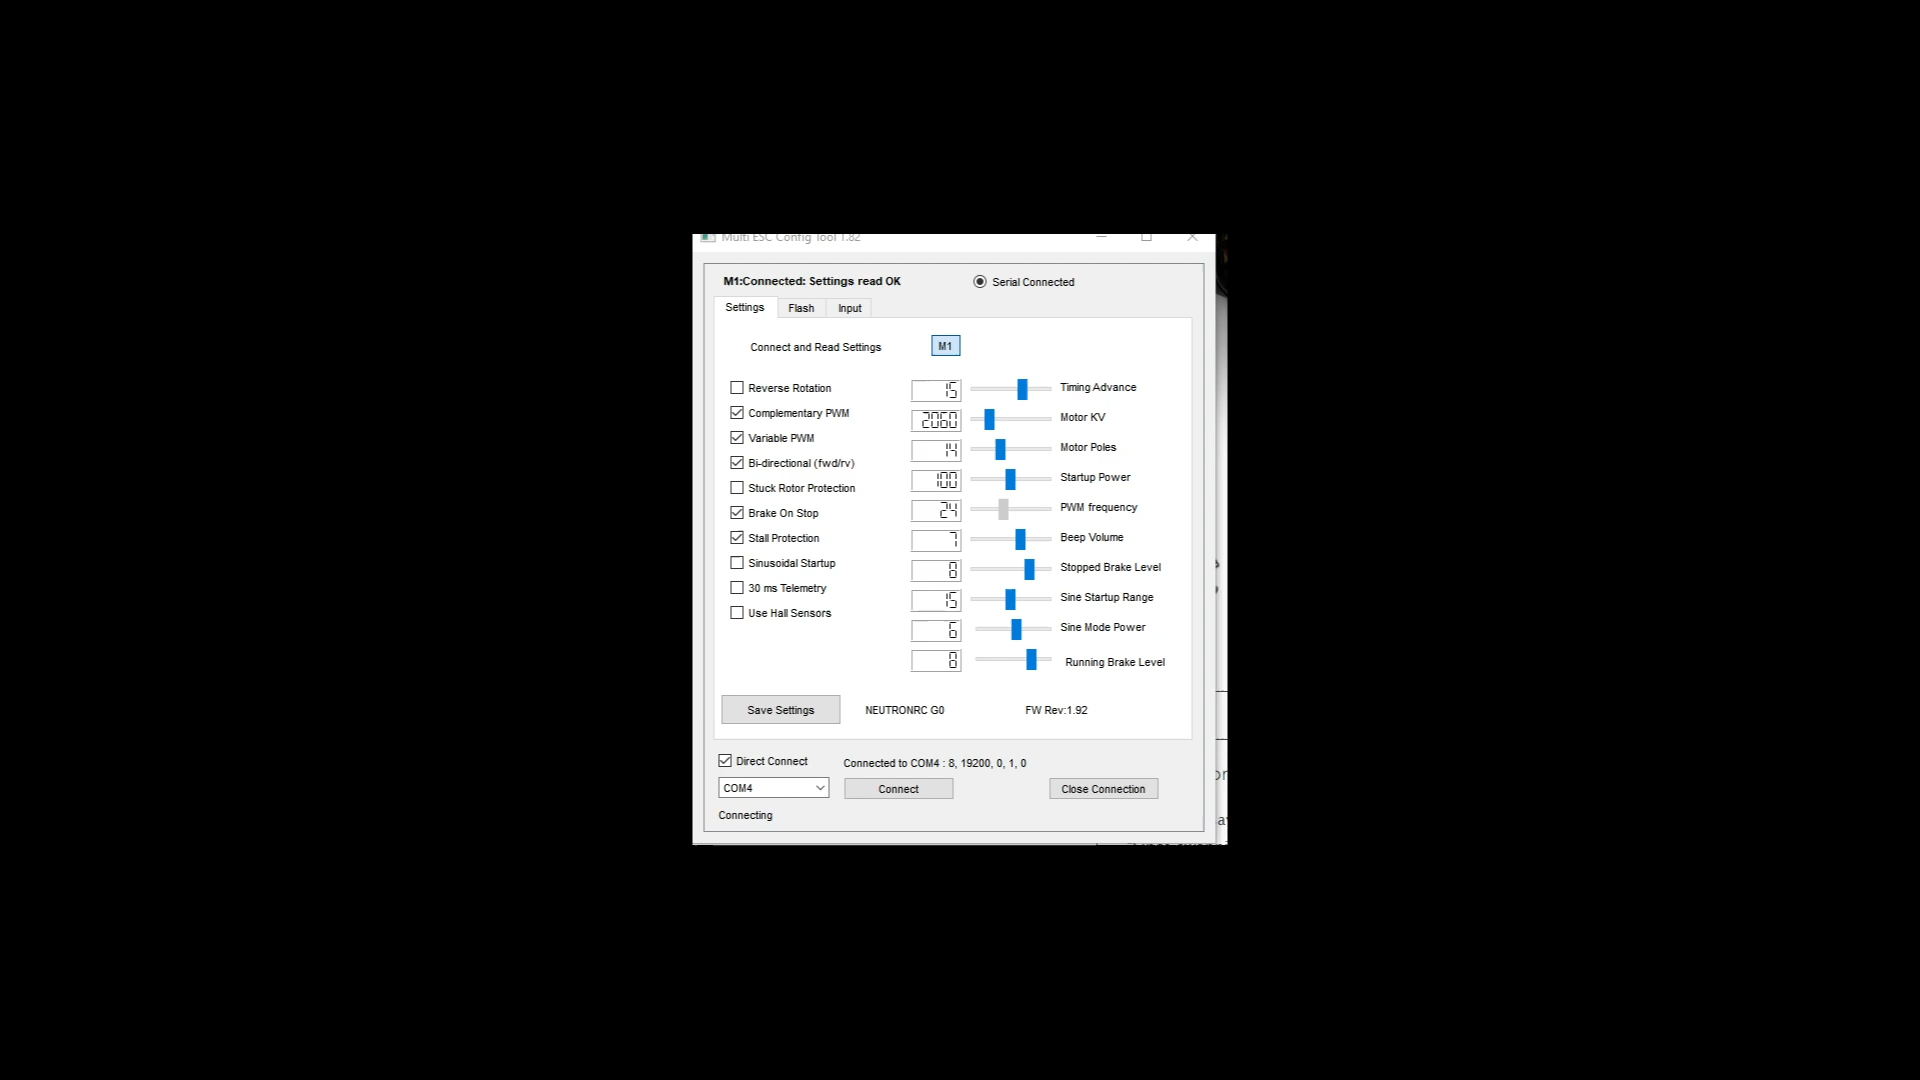 Multi ESC Config Tool 1.82
M1:Connected: Settings read OK
Serial Connected
Settings
Flash
Input
Connect and Read Settings
M1
Reverse Rotation
Complementary PWM
Variable PWM
Bi-directional (fwd/rv)
Stuck Rotor Protection
Brake On Stop
Stall Protection
Sinusoidal Startup
30 ms Telemetry
Use Hall Sensors
15 Timing Advance
2060 Motor KV
14 Motor Poles
100 Startup Power
24 PWM frequency
7 Beep Volume
8 Stopped Brake Level
15 Sine Startup Range
6 Sine Mode Power
8 Running Brake Level
Save Settings
NEUTRONRC G0
FW Rev:1.92
Direct Connect
Connected to COM4 : 8, 19200, 0, 1, 0
COM4
Connect
Close Connection
Connecting